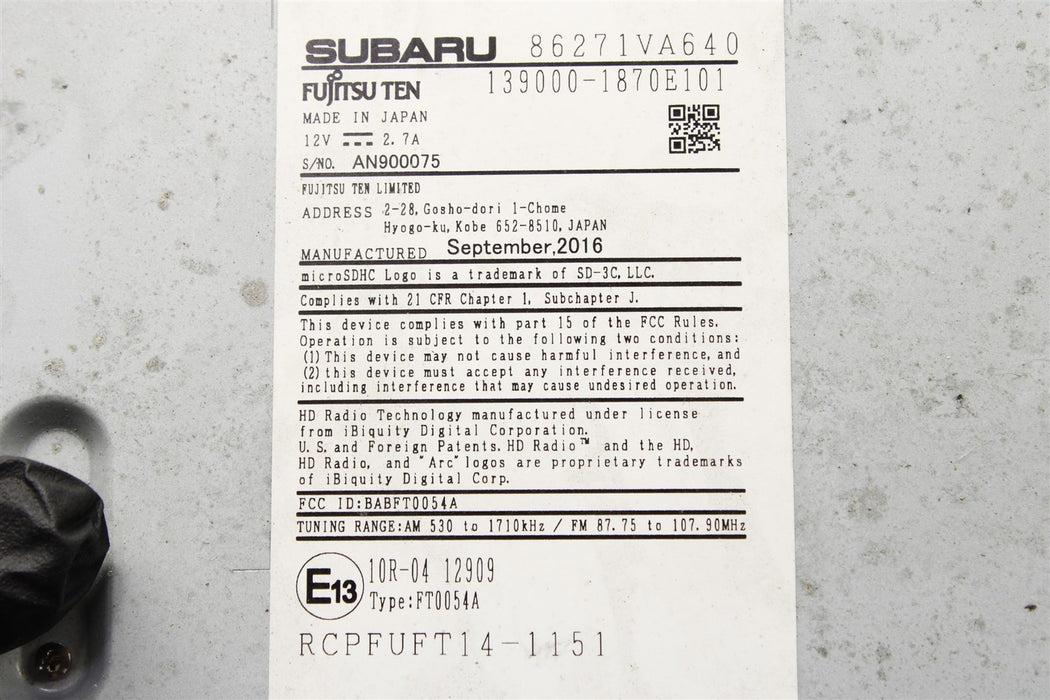 SUBARU 86271VA640
FUJITSU TEN 139000-1870E101
MADE IN JAPAN
12V 2.7A
S/NO. AN900075
FUJITSU TEN LIMITED
ADDRESS 2-28, Gosho-dori 1-Chome
Hyogo-ku, Kobe 652-8510, JAPAN
MANUFACTURED September,2016
microSDHC Logo is a trademark of SD-3C, LLC.
Complies with 21 CFR Chapter 1, Subchapter J.
This device complies with part 15 of the FCC Rules.
Operation is subject to the following two conditions:
(1) This device may not cause harmful interference, and
(2) this device must accept any interference received,
including interference that may cause undesired operation.
HD Radio Technology manufactured under license
from iBiquity Digital Corporation.
U.S. and Foreign Patents. HD Radio™ and the HD,
HD Radio, and "Arc" logos are proprietary trademarks
of iBiquity Digital Corp.
FCC ID:BABFT0054A
TUNING RANGE:AM 530 to 1710kHz / FM 87.75 to 107.90MHz
E13 10R-04 12909
Type:FT0054A
RCPFUFT14-1151